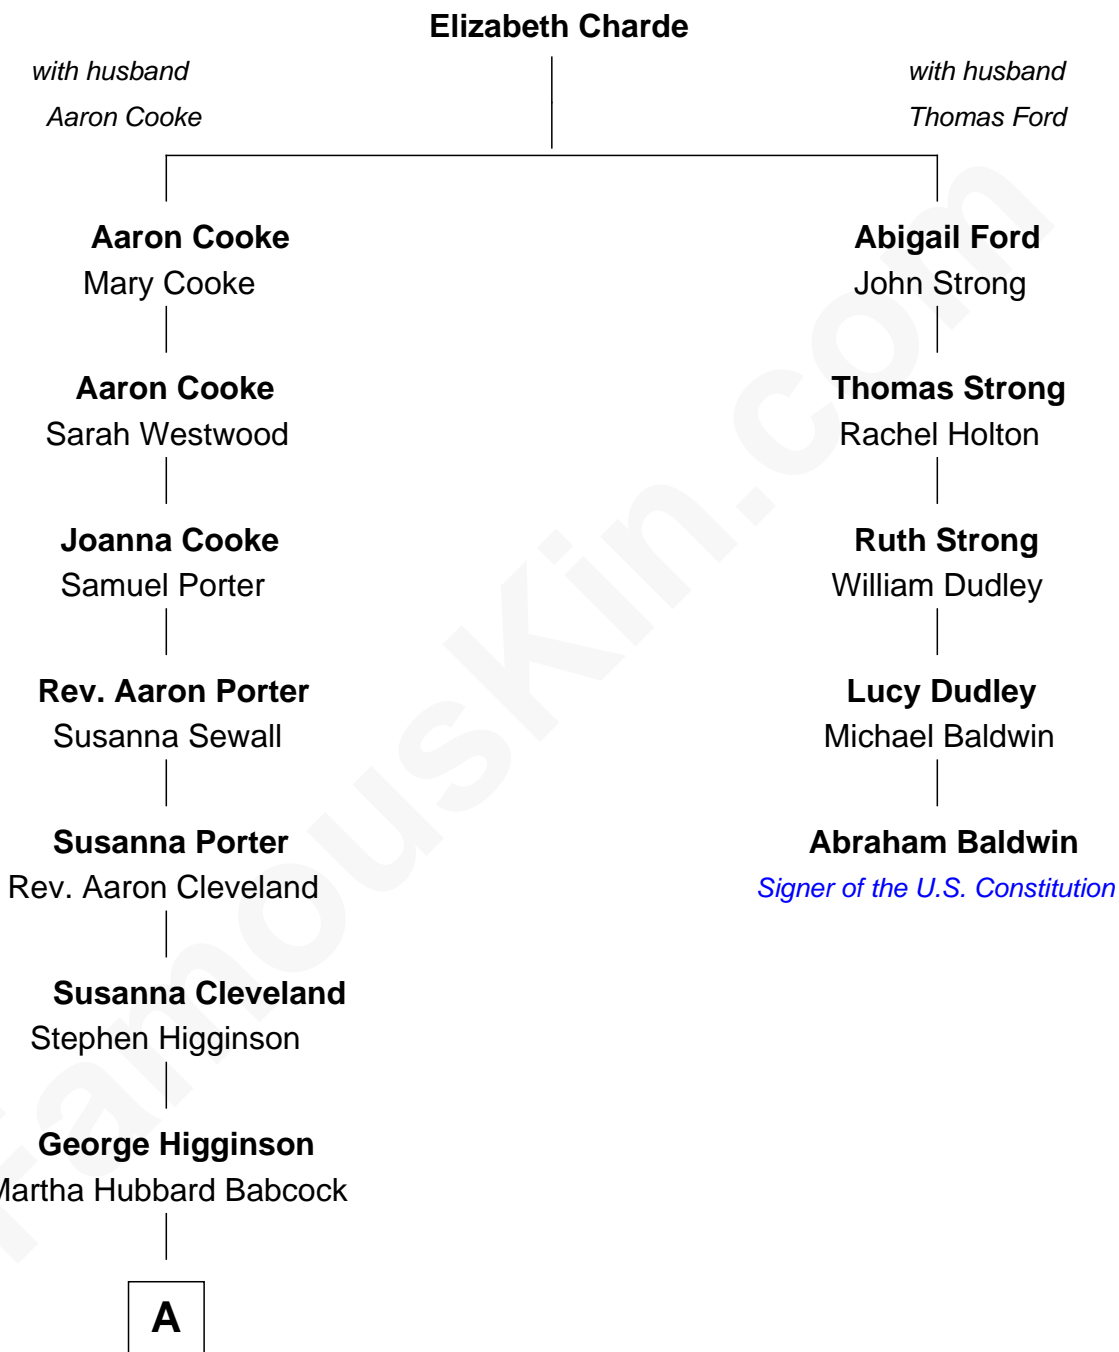 Elizabeth Charde
with husband
Aaron Cooke
with husband
Thomas Ford
Aaron Cooke
Mary Cooke
Aaron Cooke
Sarah Westwood
Joanna Cooke
Samuel Porter
Rev. Aaron Porter
Susanna Sewall
Susanna Porter
Rev. Aaron Cleveland
Susanna Cleveland
Stephen Higginson
George Higginson
Martha Hubbard Babcock
A
Abigail Ford
John Strong
Thomas Strong
Rachel Holton
Ruth Strong
William Dudley
Lucy Dudley
Michael Baldwin
Abraham Baldwin
Signer of the U.S. Constitution
FamousKin.com